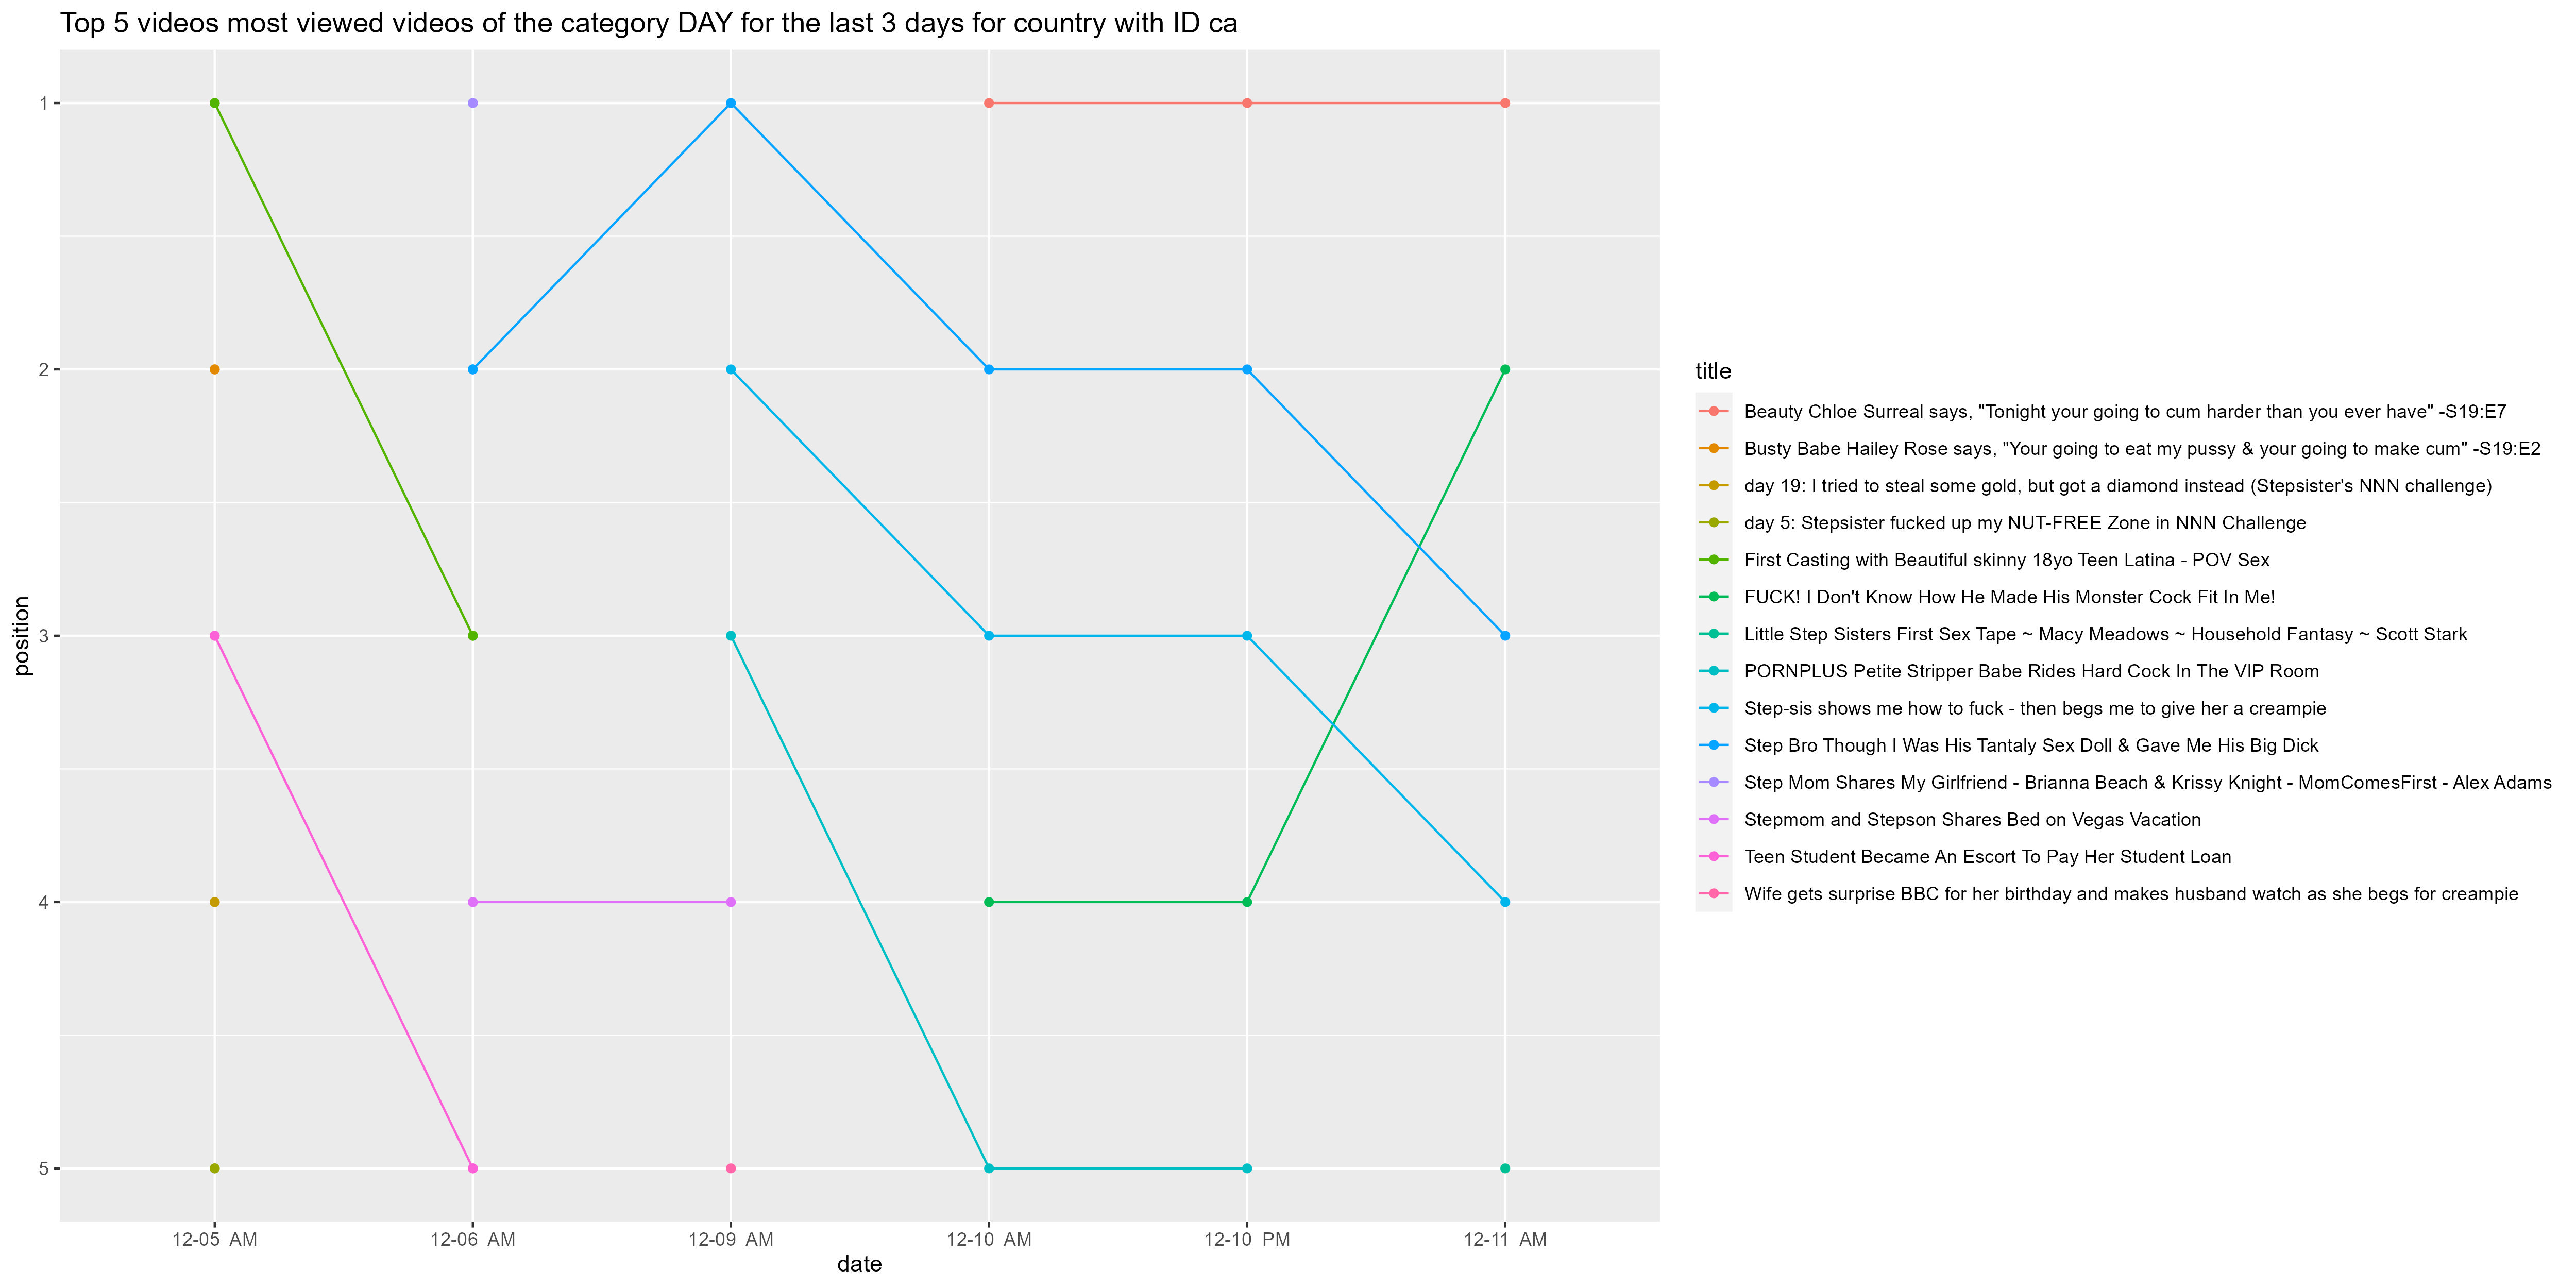 Top 5 videos most viewed videos of the category DAY for the last 3 days for country with ID ca
position
1
2
3
4
5
12-05 AM
12-06 AM
12-09 AM
12-10 AM
12-10 PM
12-11 AM
date
title
Beauty Chloe Surreal says, "Tonight your going to cum harder than you ever have" -S19:E7
Busty Babe Hailey Rose says, "Your going to eat my pussy & your going to make cum" -S19:E2
day 19: I tried to steal some gold, but got a diamond instead (Stepsister's NNN challenge)
day 5: Stepsister fucked up my NUT-FREE Zone in NNN Challenge
First Casting with Beautiful skinny 18yo Teen Latina - POV Sex
FUCK! I Don't Know How He Made His Monster Cock Fit In Me!
Little Step Sisters First Sex Tape ~ Macy Meadows ~ Household Fantasy ~ Scott Stark
PORNPLUS Petite Stripper Babe Rides Hard Cock In The VIP Room
Step-sis shows me how to fuck - then begs me to give her a creampie
Step Bro Though I Was His Tantaly Sex Doll & Gave Me His Big Dick
Step Mom Shares My Girlfriend - Brianna Beach & Krissy Knight - MomComesFirst - Alex Adams
Stepmom and Stepson Shares Bed on Vegas Vacation
Teen Student Became An Escort To Pay Her Student Loan
Wife gets surprise BBC for her birthday and makes husband watch as she begs for creampie